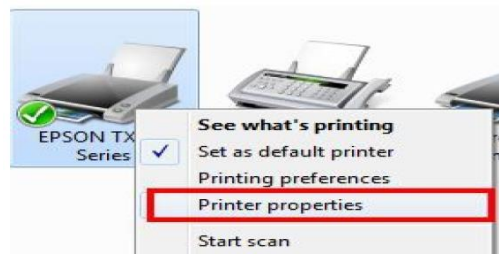 EPSON TX
Series
See what's printing
Set as default printer
Printing preferences
Printer properties
Start scan